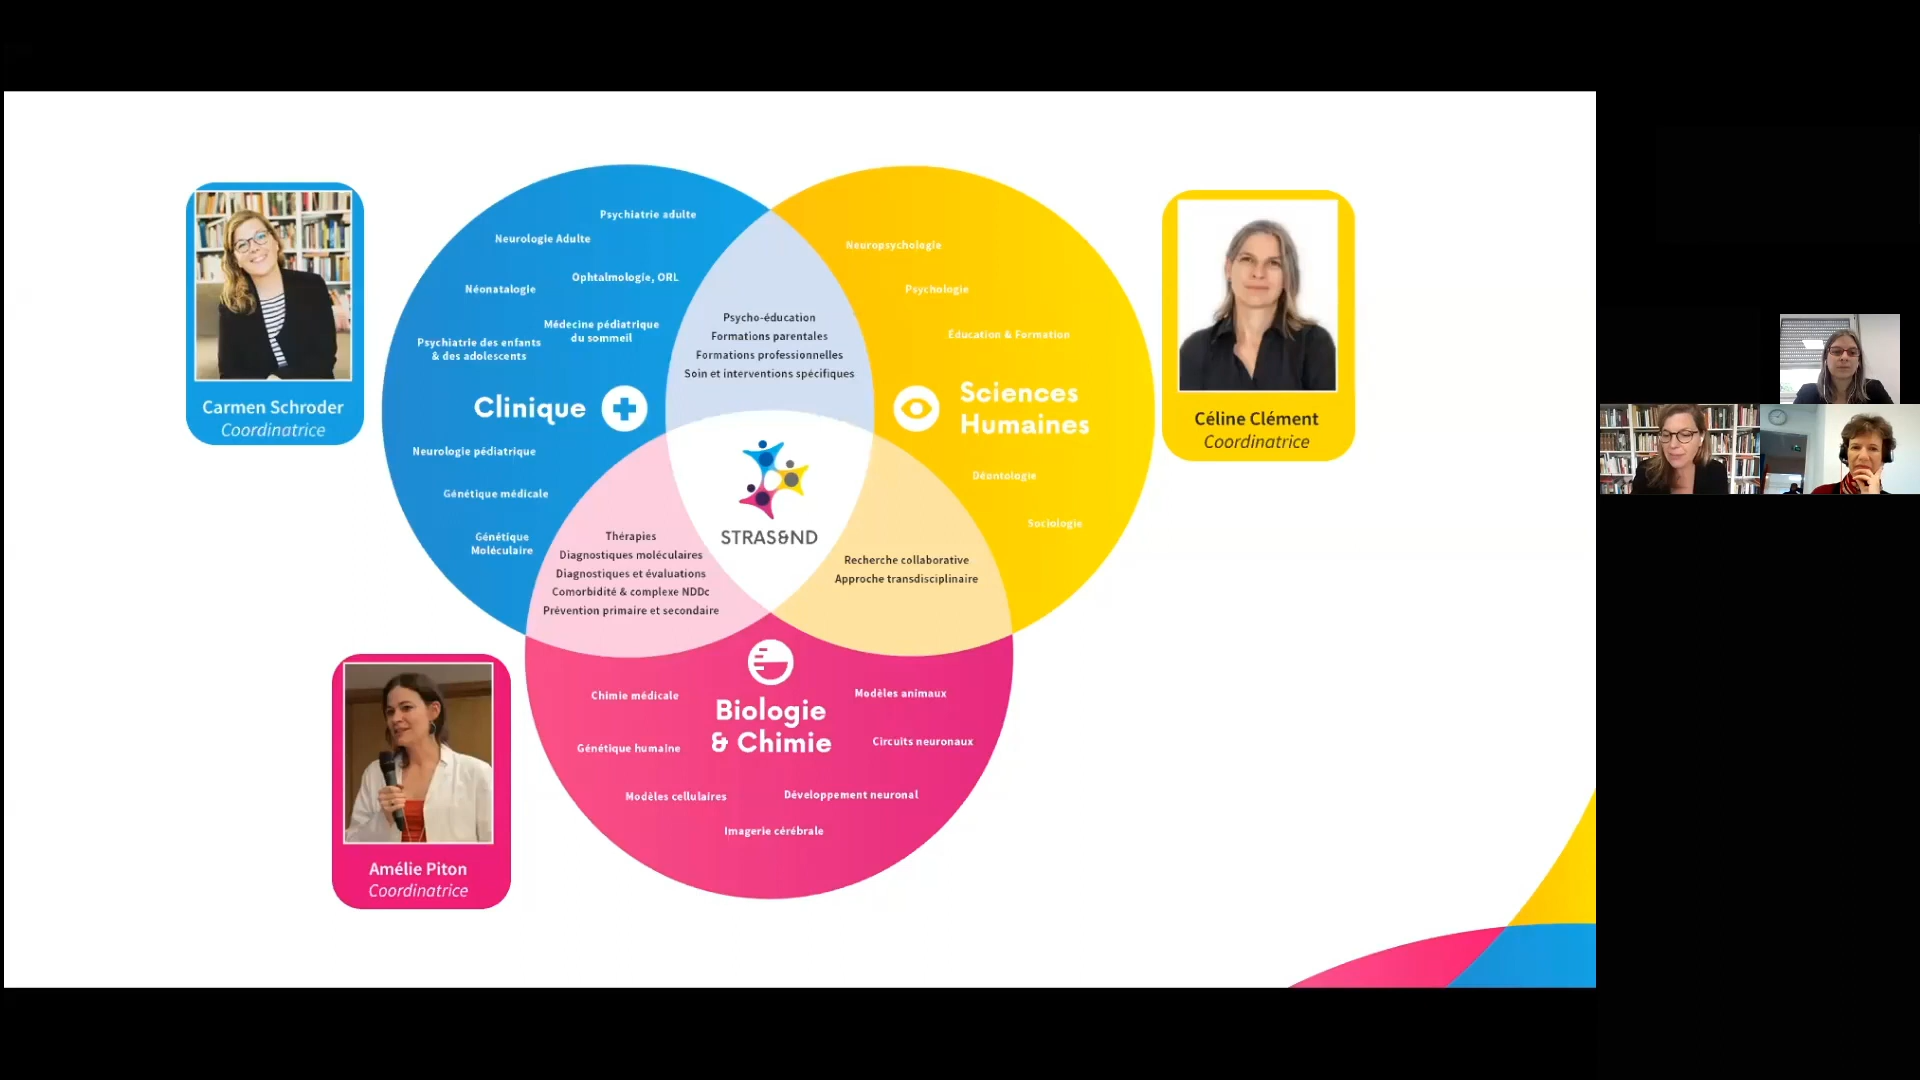 Carmen Schroder
Coordinatrice
Psychiatrie adulte
Neurologie Adulte
Ophtalmologie, ORL
Néonatalogie
Médecine pédiatrique
du sommeil
Psychiatrie des enfants
& des adolescents
Clinique
Neurologie pédiatrique
Génétique médicale
Génétique
Moléculaire
Psycho-éducation
Formations parentales
Formations professionnelles
Soin et interventions spécifiques
Neuropsychologie
Psychologie
Éducation & Formation
Sciences
Humaines
Déontologie
Sociologie
Céline Clément
Coordinatrice
STRAS&ND
Thérapies
Diagnostiques moléculaires
Diagnostiques et évaluations
Comorbidité & complexe NDDc
Prévention primaire et secondaire
Recherche collaborative
Approche transdisciplinaire
Biologie
& Chimie
Chimie médicale
Génétique humaine
Modèles cellulaires
Imagerie cérébrale
Modèles animaux
Circuits neuronaux
Développement neuronal
Amélie Piton
Coordinatrice